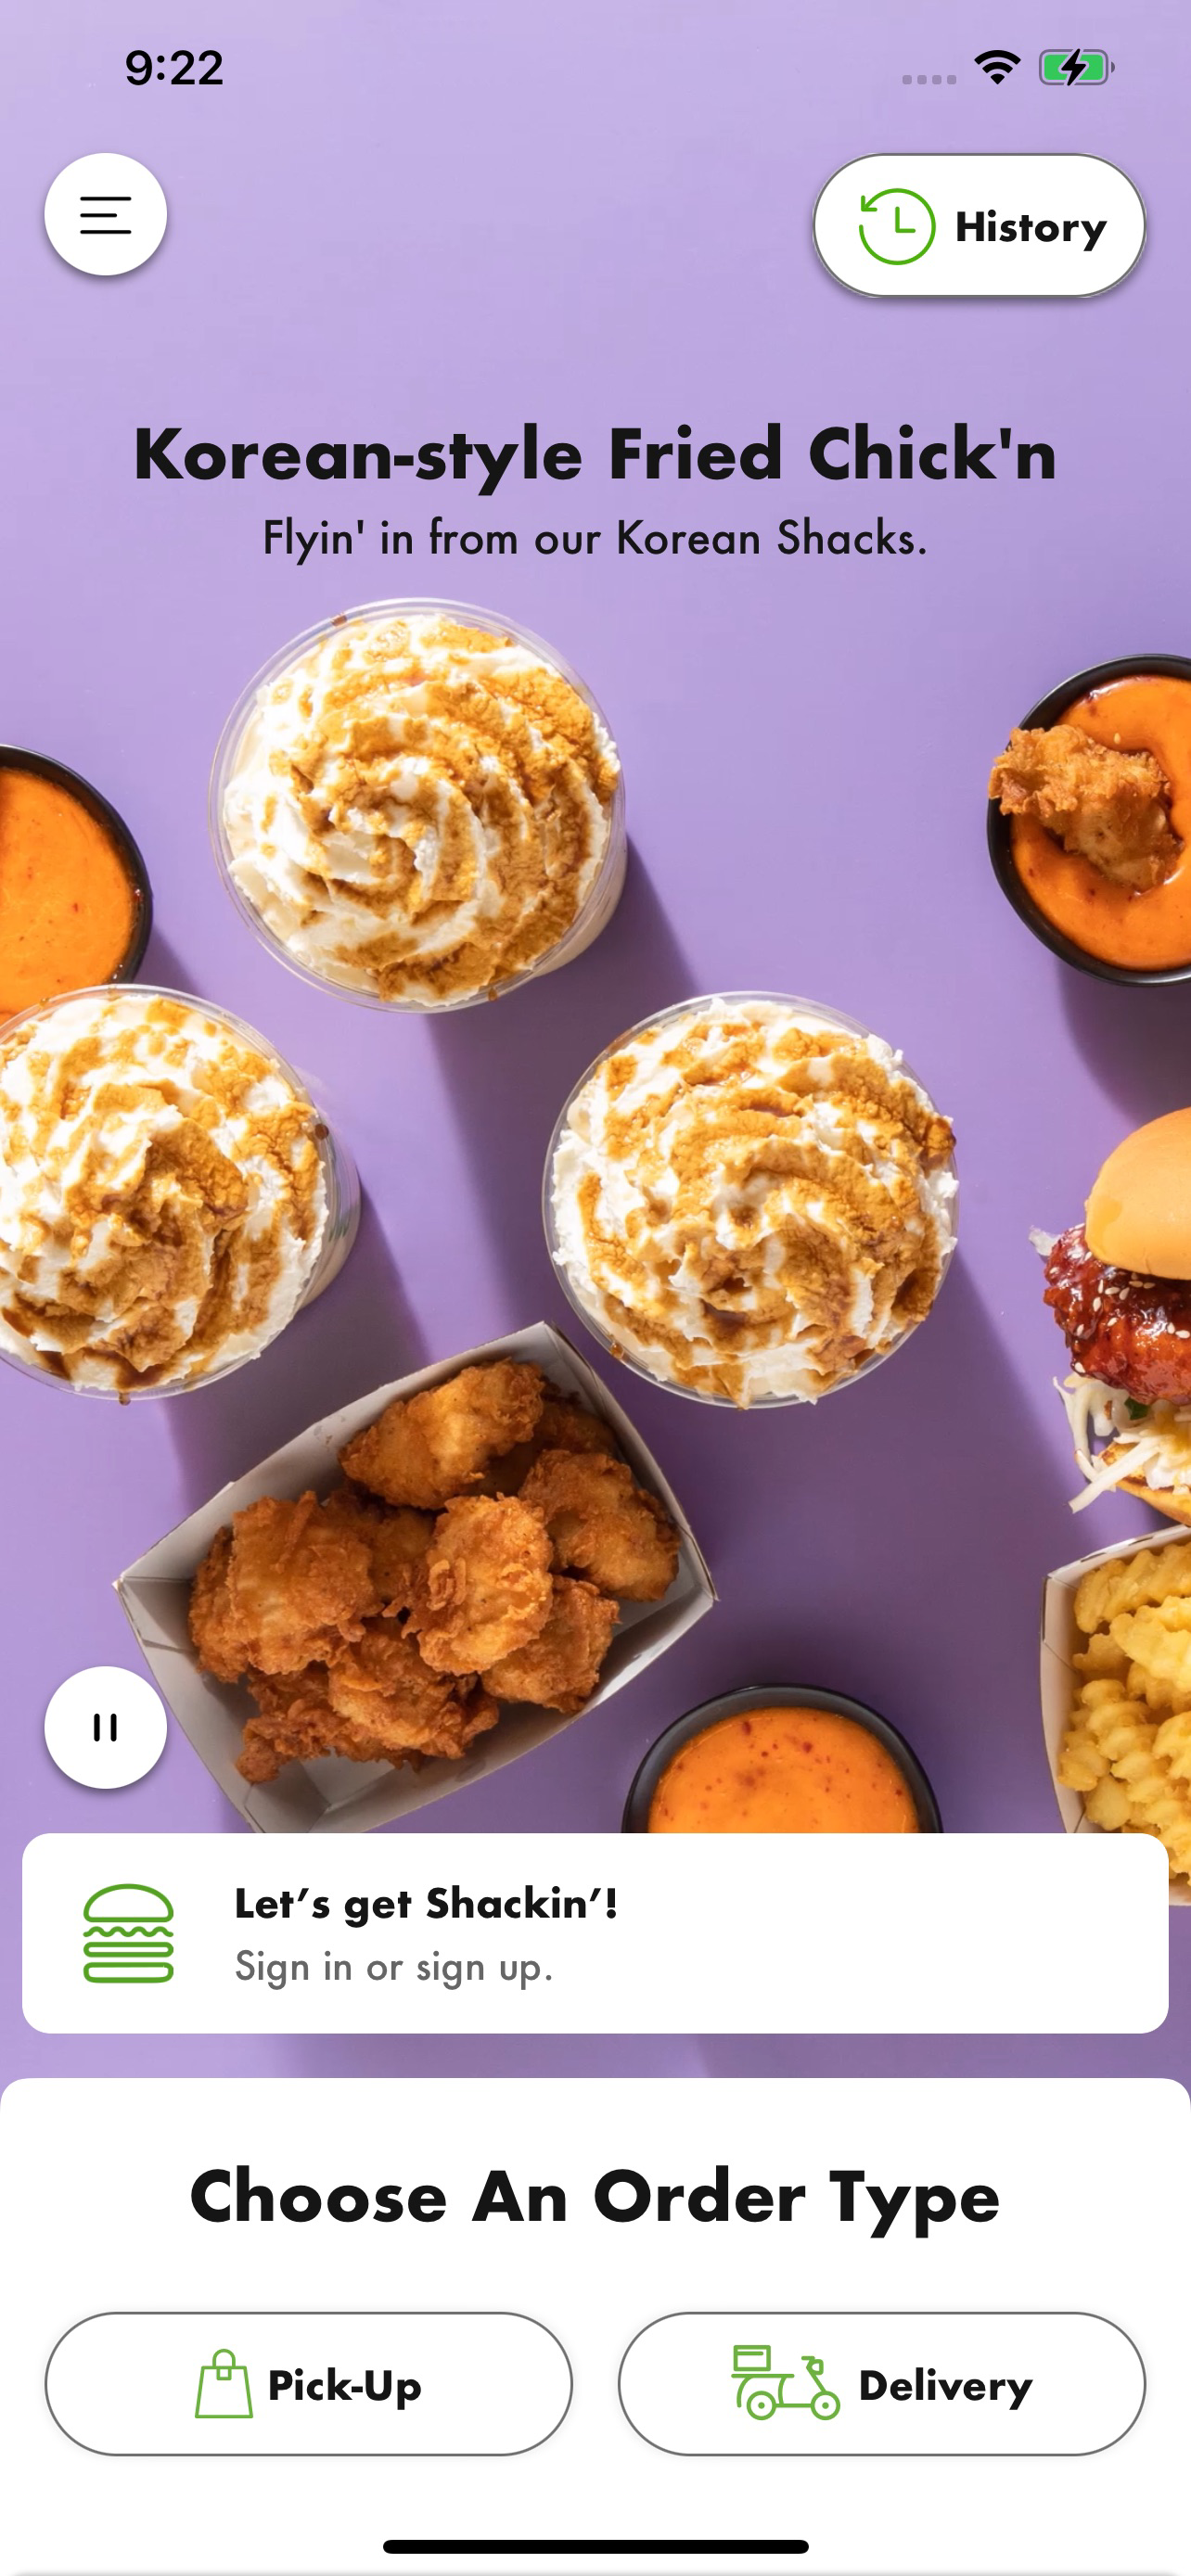 9:22
History
Korean-style Fried Chick'n
Flyin' in from our Korean Shacks.
Let’s get Shackin’!
Sign in or sign up.
Choose An Order Type
Pick-Up
Delivery